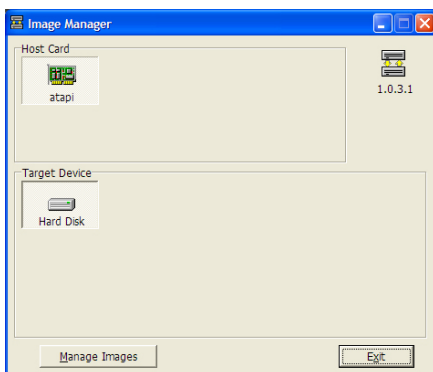 Image Manager
Host Card
atapi
1.0.3.1
Target Device
Hard Disk
Manage Images
Exit